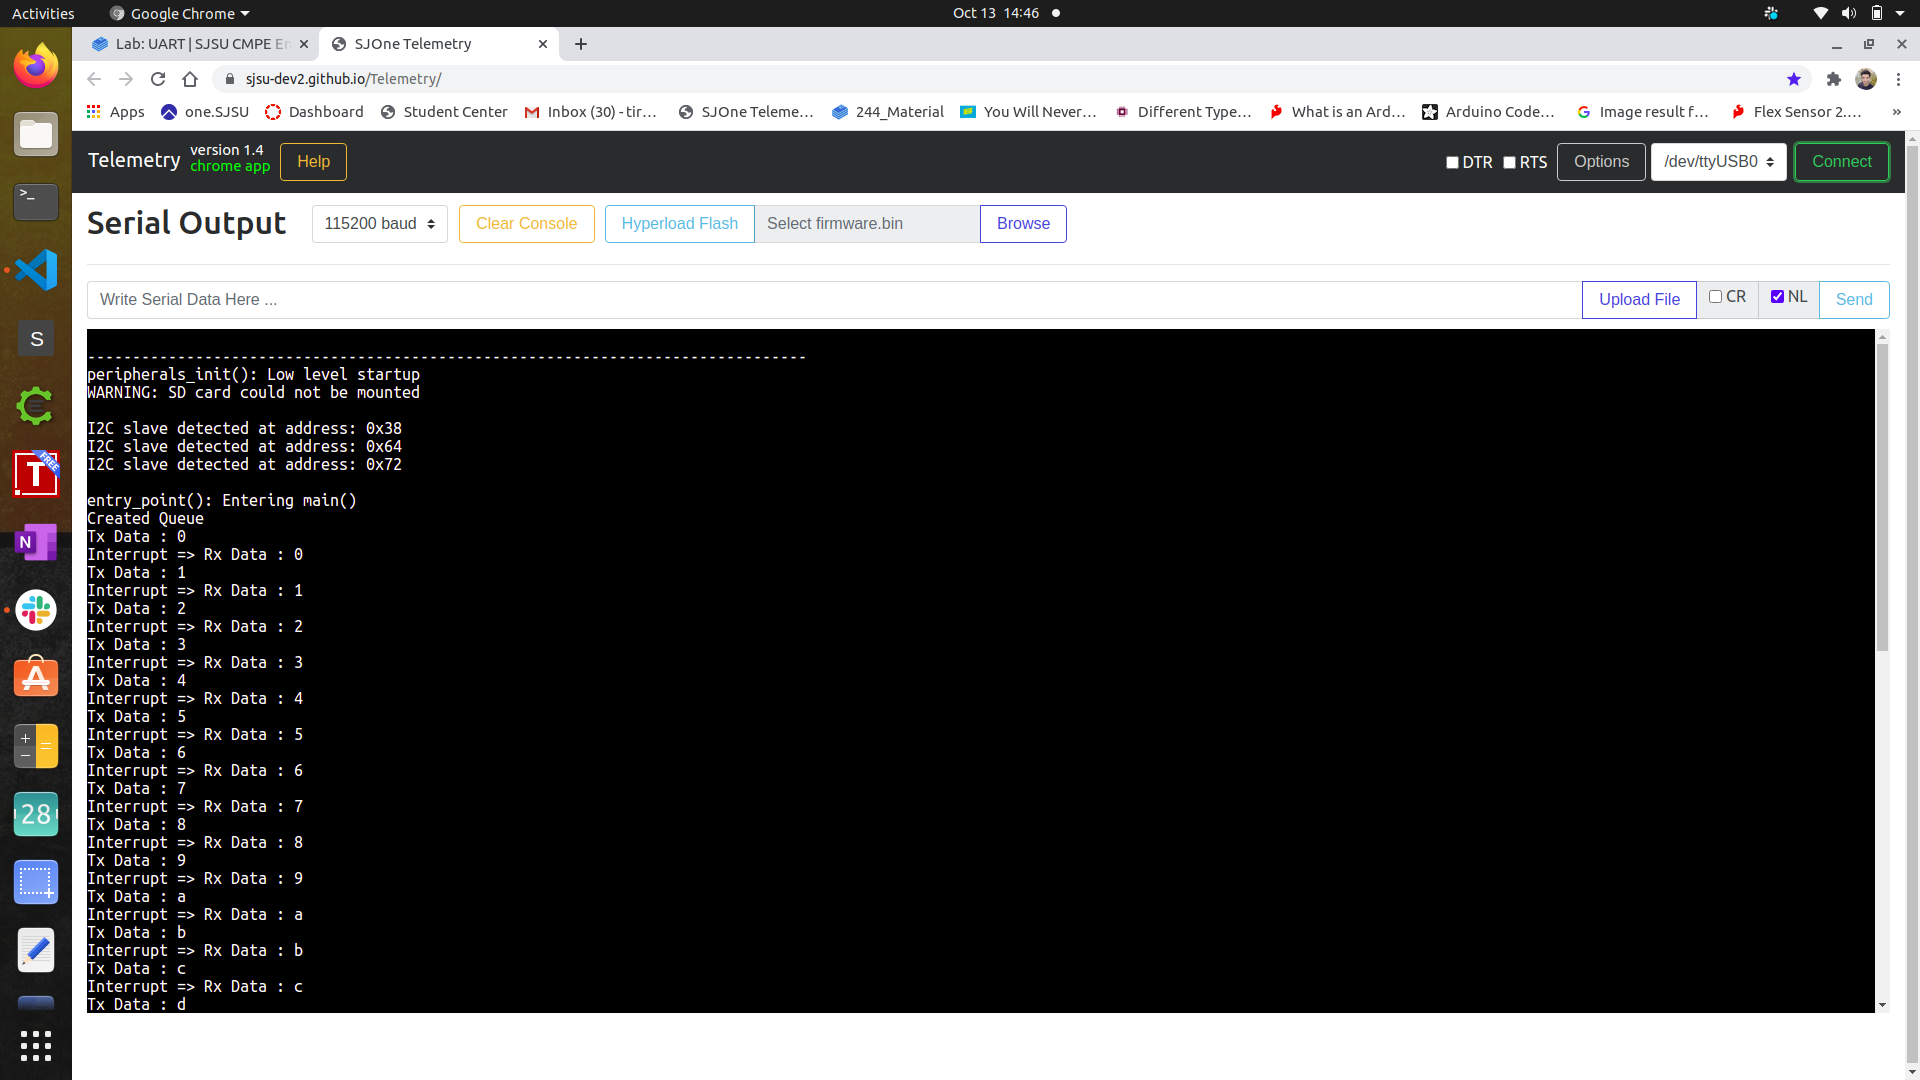 Activities Google Chrome Oct 13 14:46
Lab: UART | SJSU CMPE En SJOne Telemetry
sjsu-dev2.github.io/Telemetry/
Apps one.SJSU Dashboard Student Center Inbox (30) - tir… SJOne Teleme… 244_Material You Will Never… Different Type… What is an Ard… Arduino Code… Image result f… Flex Sensor 2.… »
Telemetry version 1.4 chrome app Help DTR RTS Options /dev/ttyUSB0 Connect
Serial Output 115200 baud Clear Console Hyperload Flash Select firmware.bin Browse
Write Serial Data Here ... Upload File CR NL Send
--------------------------------------------------------------------------------
peripherals_init(): Low level startup
WARNING: SD card could not be mounted
I2C slave detected at address: 0x38
I2C slave detected at address: 0x64
I2C slave detected at address: 0x72
entry_point(): Entering main()
Created Queue
Tx Data : 0
Interrupt => Rx Data : 0
Tx Data : 1
Interrupt => Rx Data : 1
Tx Data : 2
Interrupt => Rx Data : 2
Tx Data : 3
Interrupt => Rx Data : 3
Tx Data : 4
Interrupt => Rx Data : 4
Tx Data : 5
Interrupt => Rx Data : 5
Tx Data : 6
Interrupt => Rx Data : 6
Tx Data : 7
Interrupt => Rx Data : 7
Tx Data : 8
Interrupt => Rx Data : 8
Tx Data : 9
Interrupt => Rx Data : 9
Tx Data : a
Interrupt => Rx Data : a
Tx Data : b
Interrupt => Rx Data : b
Tx Data : c
Interrupt => Rx Data : c
Tx Data : d
>_
S
T FREE
N
28